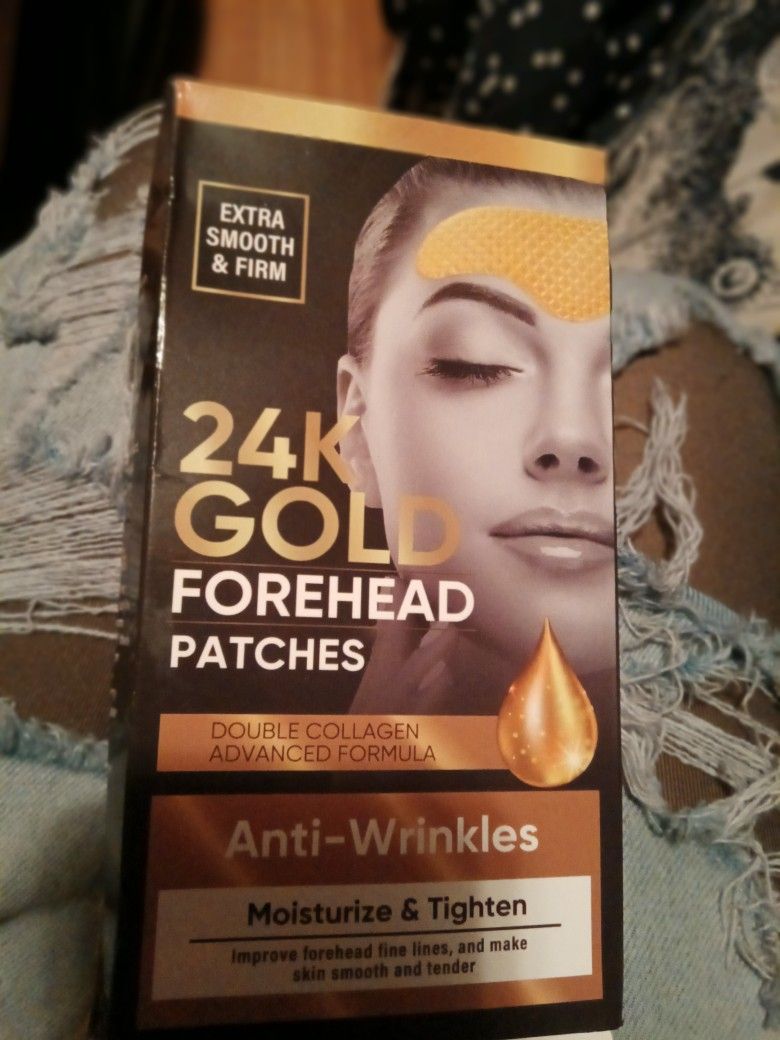 EXTRA
SMOOTH
& FIRM
24K
GOLD
FOREHEAD
PATCHES
DOUBLE COLLAGEN
ADVANCED FORMULA
Anti-Wrinkles
Moisturize & Tighten
Improve forehead fine lines, and make
skin smooth and tender